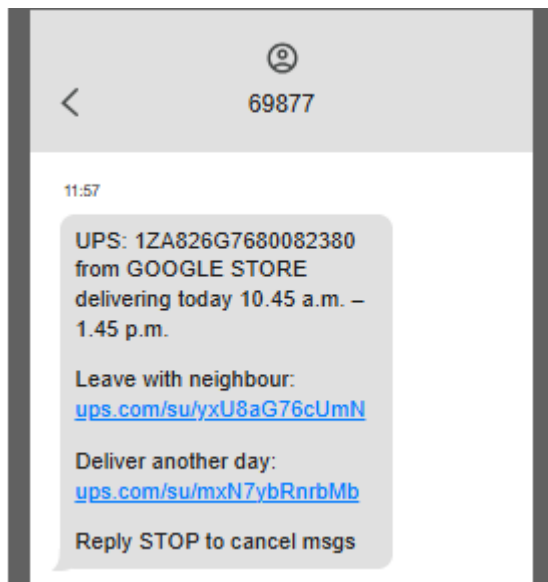 69877
11:57
UPS: 1ZA826G7680082380
from GOOGLE STORE
delivering today 10.45 a.m. –
1.45 p.m.
Leave with neighbour:
ups.com/su/yxU8aG76cUmN
Deliver another day:
ups.com/su/mxN7ybRnrbMb
Reply STOP to cancel msgs